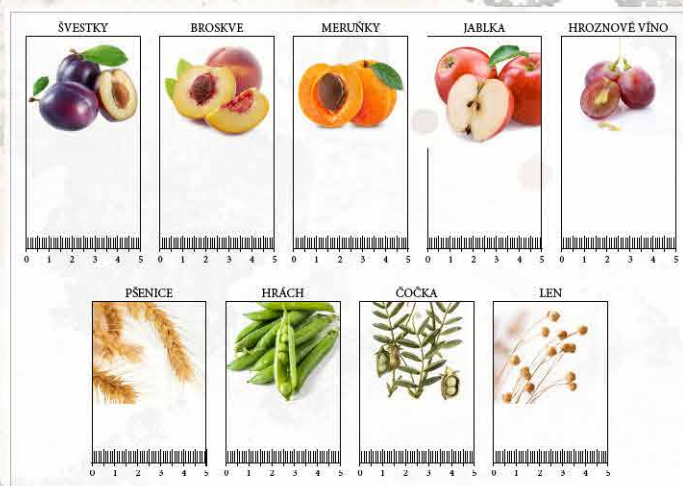 ŠVESTKY BROSKVE MERUŇKY JABLKA HROZNOVÉ VÍNO
0 1 2 3 4 5 0 1 2 3 4 5 0 1 2 3 4 5 0 1 2 3 4 5 0 1 2 3 4 5
PŠENICE HRÁCH ČOČKA LEN
0 1 2 3 4 5 0 1 2 3 4 5 0 1 2 3 4 5 0 1 2 3 4 5